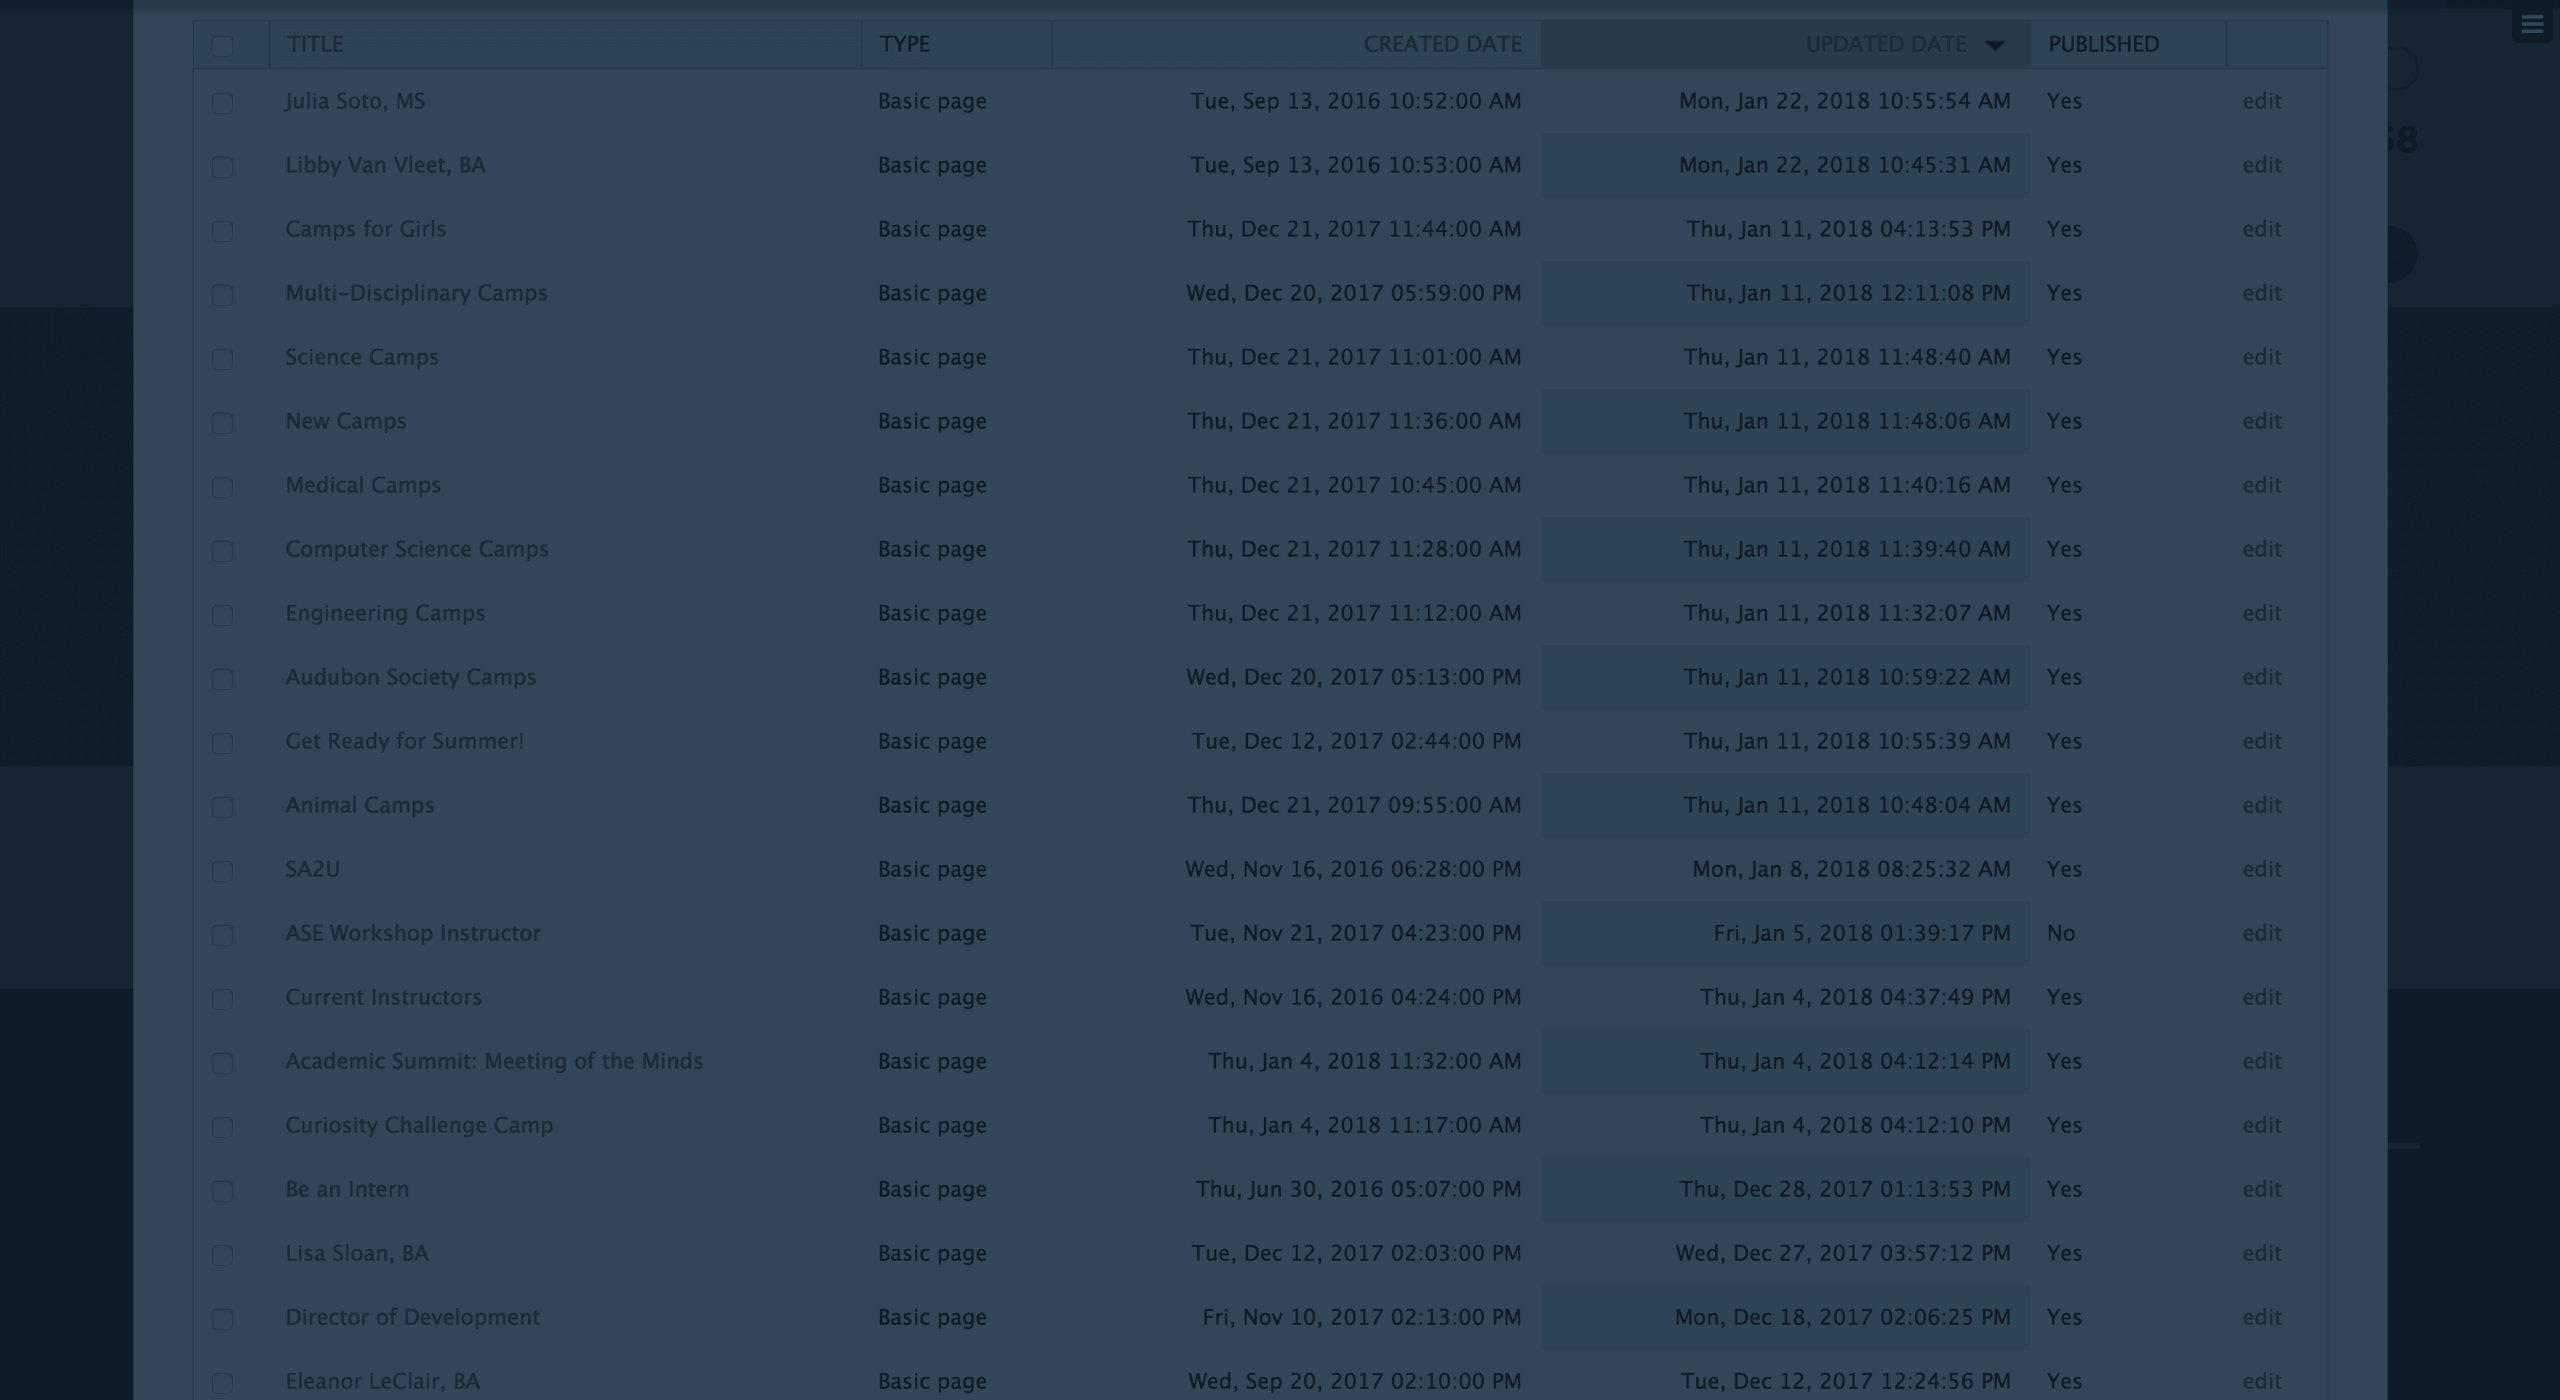 TITLE TYPE CREATED DATE UPDATED DATE PUBLISHED
Julia Soto, MS Basic page Tue, Sep 13, 2016 10:52:00 AM Mon, Jan 22, 2018 10:55:54 AM Yes edit
Libby Van Vleet, BA Basic page Tue, Sep 13, 2016 10:53:00 AM Mon, Jan 22, 2018 10:45:31 AM Yes edit
Camps for Girls Basic page Thu, Dec 21, 2017 11:44:00 AM Thu, Jan 11, 2018 04:13:53 PM Yes edit
Multi-Disciplinary Camps Basic page Wed, Dec 20, 2017 05:59:00 PM Thu, Jan 11, 2018 12:11:08 PM Yes edit
Science Camps Basic page Thu, Dec 21, 2017 11:01:00 AM Thu, Jan 11, 2018 11:48:40 AM Yes edit
New Camps Basic page Thu, Dec 21, 2017 11:36:00 AM Thu, Jan 11, 2018 11:48:06 AM Yes edit
Medical Camps Basic page Thu, Dec 21, 2017 10:45:00 AM Thu, Jan 11, 2018 11:40:16 AM Yes edit
Computer Science Camps Basic page Thu, Dec 21, 2017 11:28:00 AM Thu, Jan 11, 2018 11:39:40 AM Yes edit
Engineering Camps Basic page Thu, Dec 21, 2017 11:12:00 AM Thu, Jan 11, 2018 11:32:07 AM Yes edit
Audubon Society Camps Basic page Wed, Dec 20, 2017 05:13:00 PM Thu, Jan 11, 2018 10:59:22 AM Yes edit
Get Ready for Summer! Basic page Tue, Dec 12, 2017 02:44:00 PM Thu, Jan 11, 2018 10:55:39 AM Yes edit
Animal Camps Basic page Thu, Dec 21, 2017 09:55:00 AM Thu, Jan 11, 2018 10:48:04 AM Yes edit
SA2U Basic page Wed, Nov 16, 2016 06:28:00 PM Mon, Jan 8, 2018 08:25:32 AM Yes edit
ASE Workshop Instructor Basic page Tue, Nov 21, 2017 04:23:00 PM Fri, Jan 5, 2018 01:39:17 PM No edit
Current Instructors Basic page Wed, Nov 16, 2016 04:24:00 PM Thu, Jan 4, 2018 04:37:49 PM Yes edit
Academic Summit: Meeting of the Minds Basic page Thu, Jan 4, 2018 11:32:00 AM Thu, Jan 4, 2018 04:12:14 PM Yes edit
Curiosity Challenge Camp Basic page Thu, Jan 4, 2018 11:17:00 AM Thu, Jan 4, 2018 04:12:10 PM Yes edit
Be an Intern Basic page Thu, Jun 30, 2016 05:07:00 PM Thu, Dec 28, 2017 01:13:53 PM Yes edit
Lisa Sloan, BA Basic page Tue, Dec 12, 2017 02:03:00 PM Wed, Dec 27, 2017 03:57:12 PM Yes edit
Director of Development Basic page Fri, Nov 10, 2017 02:13:00 PM Mon, Dec 18, 2017 02:06:25 PM Yes edit
Eleanor LeClair, BA Basic page Wed, Sep 20, 2017 02:10:00 PM Tue, Dec 12, 2017 12:24:56 PM Yes edit